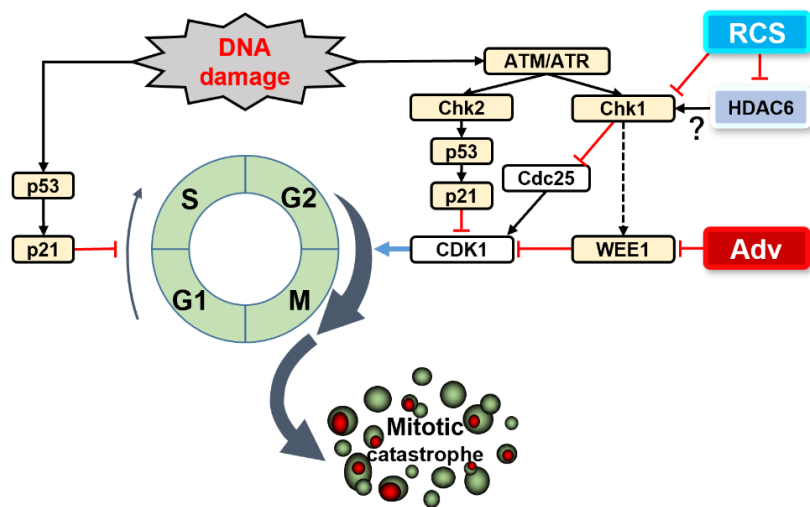 DNA
damage
ATM/ATR
RCS
Chk2
Chk1
HDAC6
?
p53
p53
Cdc25
S
G2
p21
p21
CDK1
WEE1
Adv
G1
M
Mitotic
catastrophe